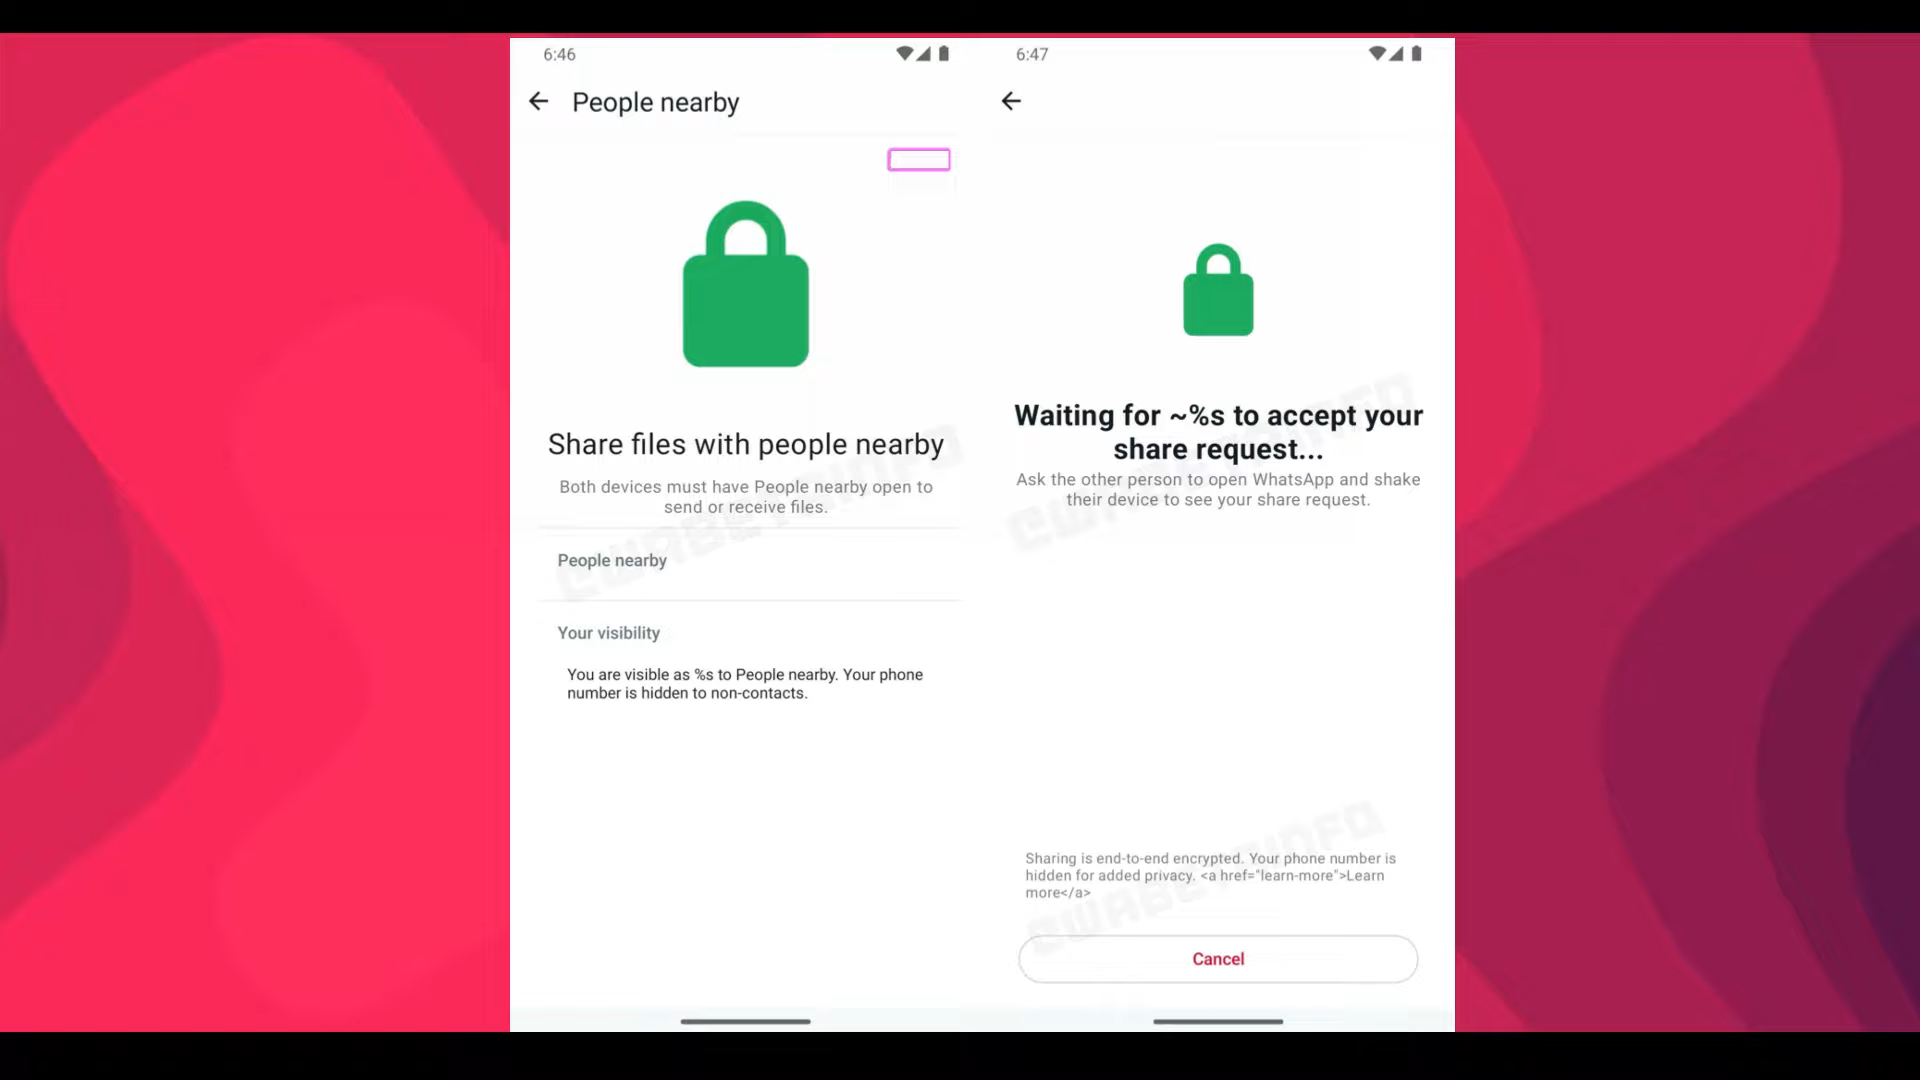 6:46
People nearby
Share files with people nearby
Both devices must have People nearby open to
send or receive files.
People nearby
Your visibility
You are visible as %s to People nearby. Your phone
number is hidden to non-contacts.
6:47
Waiting for ~%s to accept your
share request...
Ask the other person to open WhatsApp and shake
their device to see your share request.
Sharing is end-to-end encrypted. Your phone number is
hidden for added privacy. <a href="learn-more">Learn
more</a>
Cancel